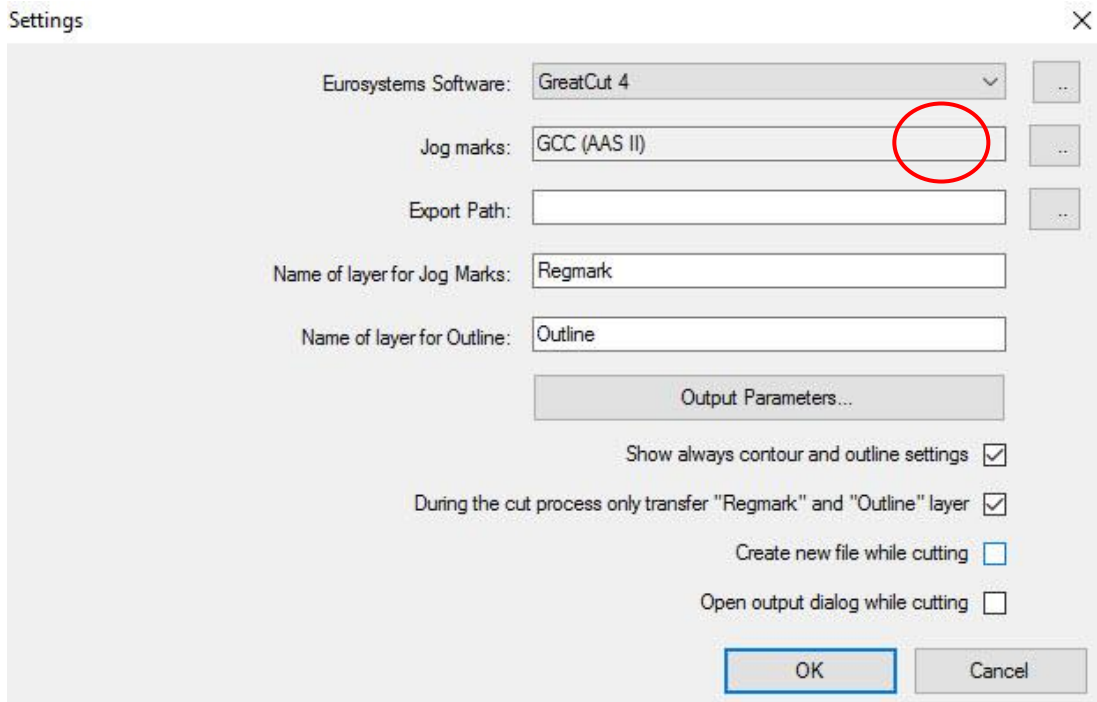 Settings
Eurosystems Software: GreatCut 4 ..
Jog marks: GCC (AAS II) ..
Export Path: ..
Name of layer for Jog Marks: Regmark
Name of layer for Outline: Outline
Output Parameters...
Show always contour and outline settings
During the cut process only transfer "Regmark" and "Outline" layer
Create new file while cutting
Open output dialog while cutting
OK Cancel